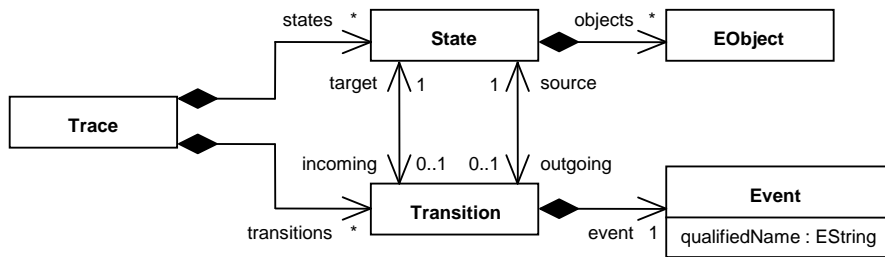 states *
State
objects *
EObject
target 1
1 source
Trace
incoming 0..1
0..1 outgoing
Transition
Event
transitions *
event 1
qualifiedName : EString